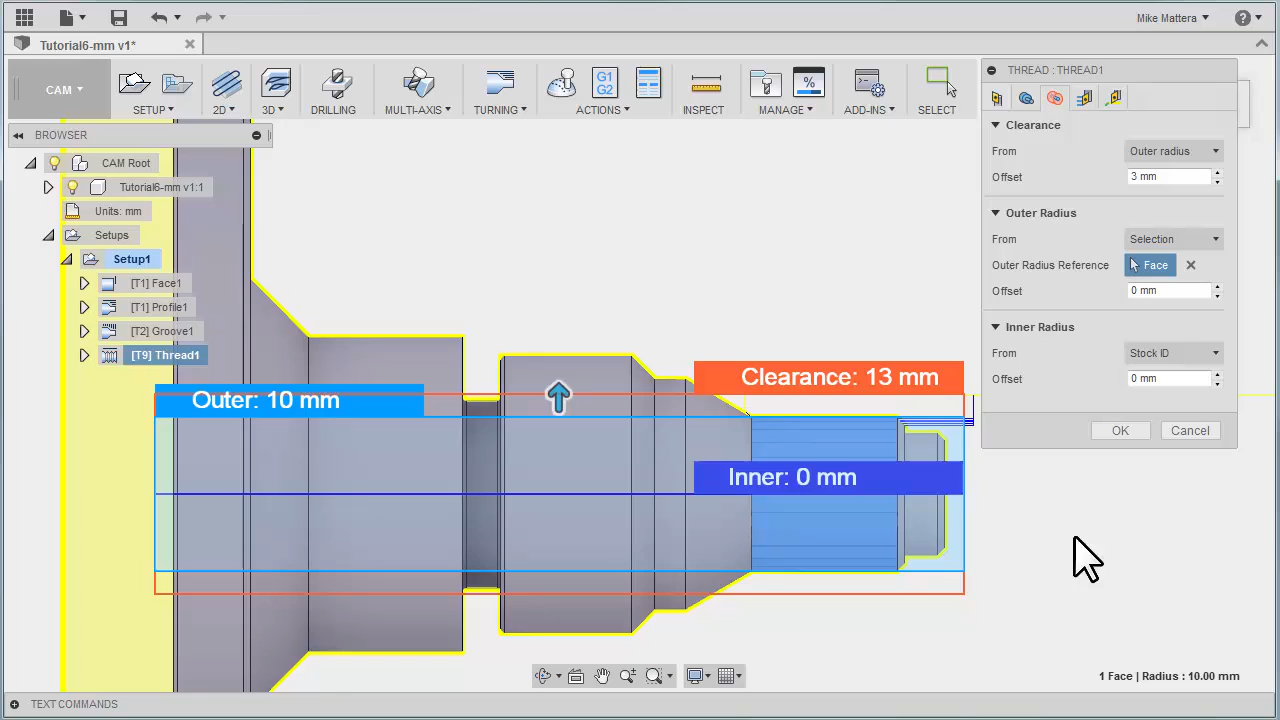 Mike Mattera
?
Tutorial6-mm v1*
CAM
SETUP
2D
3D
DRILLING
MULTI-AXIS
TURNING
G1
G2
ACTIONS
INSPECT
%
MANAGE
ADD-INS
SELECT
BROWSER
CAM Root
Tutorial6-mm v1:1
Units: mm
Setups
Setup1
[T1] Face1
[T1] Profile1
[T2] Groove1
[T9] Thread1
THREAD : THREAD1
Clearance
From
Outer radius
Offset
3 mm
Outer Radius
From
Selection
Outer Radius Reference
Face
Offset
0 mm
Inner Radius
From
Stock ID
Offset
0 mm
OK
Cancel
Clearance: 13 mm
Outer: 10 mm
Inner: 0 mm
1 Face | Radius : 10.00 mm
TEXT COMMANDS